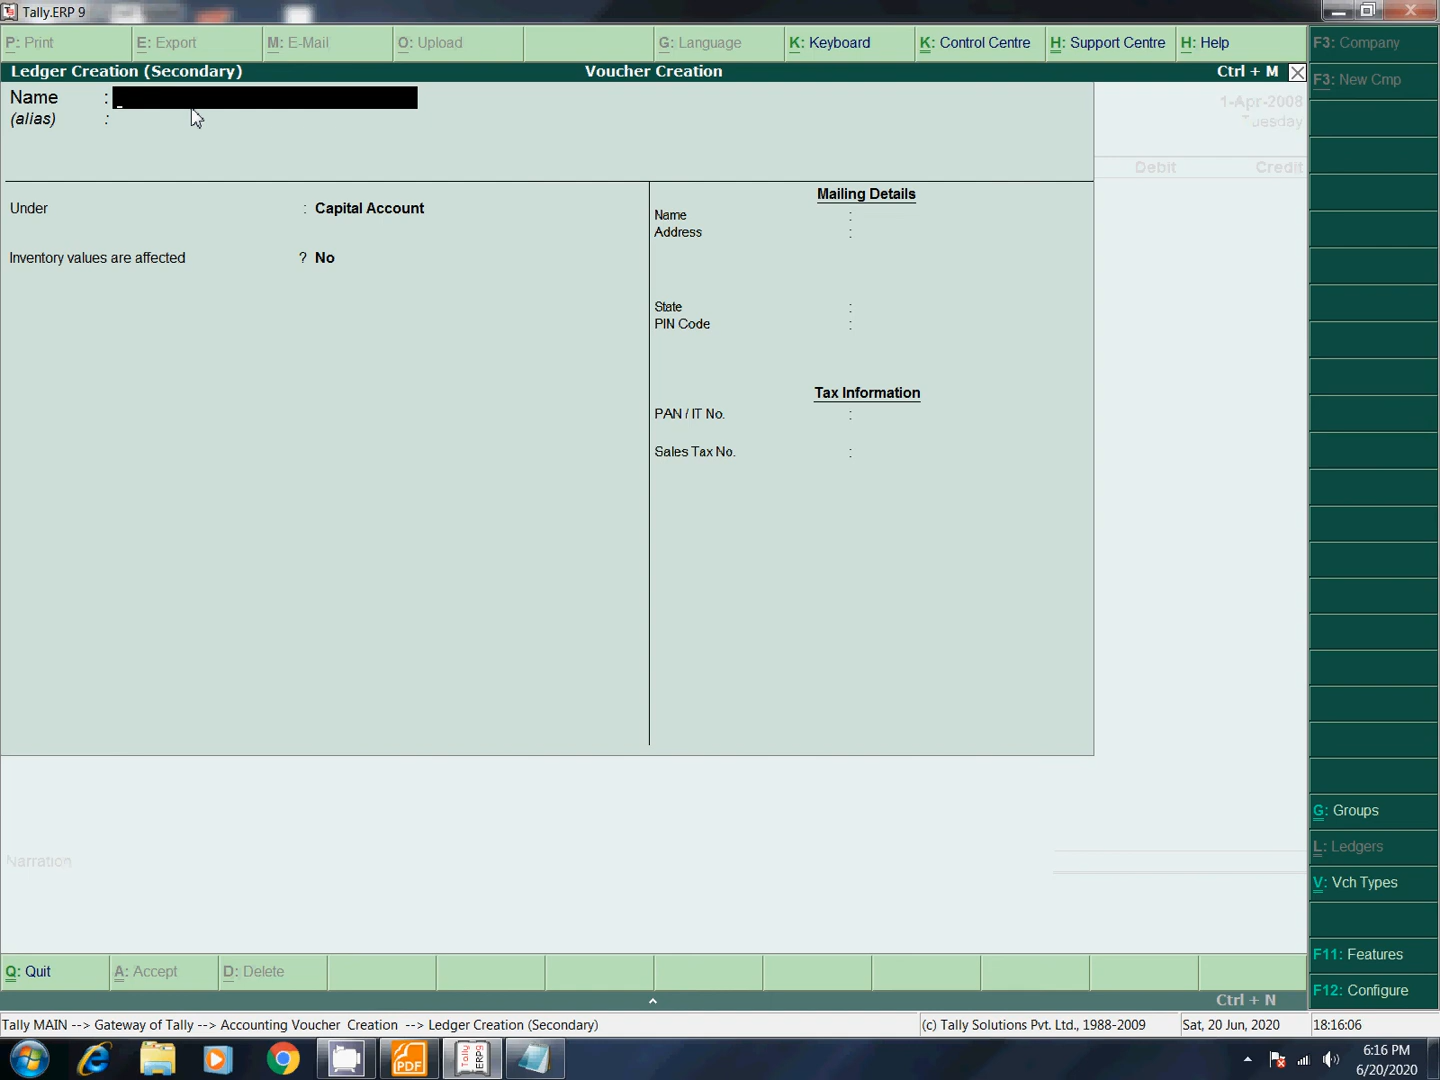 Tally.ERP 9
P: Print
E: Export
M: E-Mail
O: Upload
G: Language
K: Keyboard
K: Control Centre
H: Support Centre
H: Help
F3: Company
Ledger Creation (Secondary)
Voucher Creation
Ctrl + M
F3: New Cmp
Name :
(alias) :
1-Apr-2008
Tuesday
Debit
Credit
Under : Capital Account
Inventory values are affected ? No
Mailing Details
Name :
Address :
State :
PIN Code :
Tax Information
PAN / IT No. :
Sales Tax No. :
G: Groups
L: Ledgers
V: Vch Types
F11: Features
F12: Configure
Narration
Q: Quit
A: Accept
D: Delete
Ctrl + N
Tally MAIN --> Gateway of Tally --> Accounting Voucher Creation --> Ledger Creation (Secondary)
(c) Tally Solutions Pvt. Ltd., 1988-2009
Sat, 20 Jun, 2020
18:16:06
PDF
Tally
ERP9
6:16 PM
6/20/2020